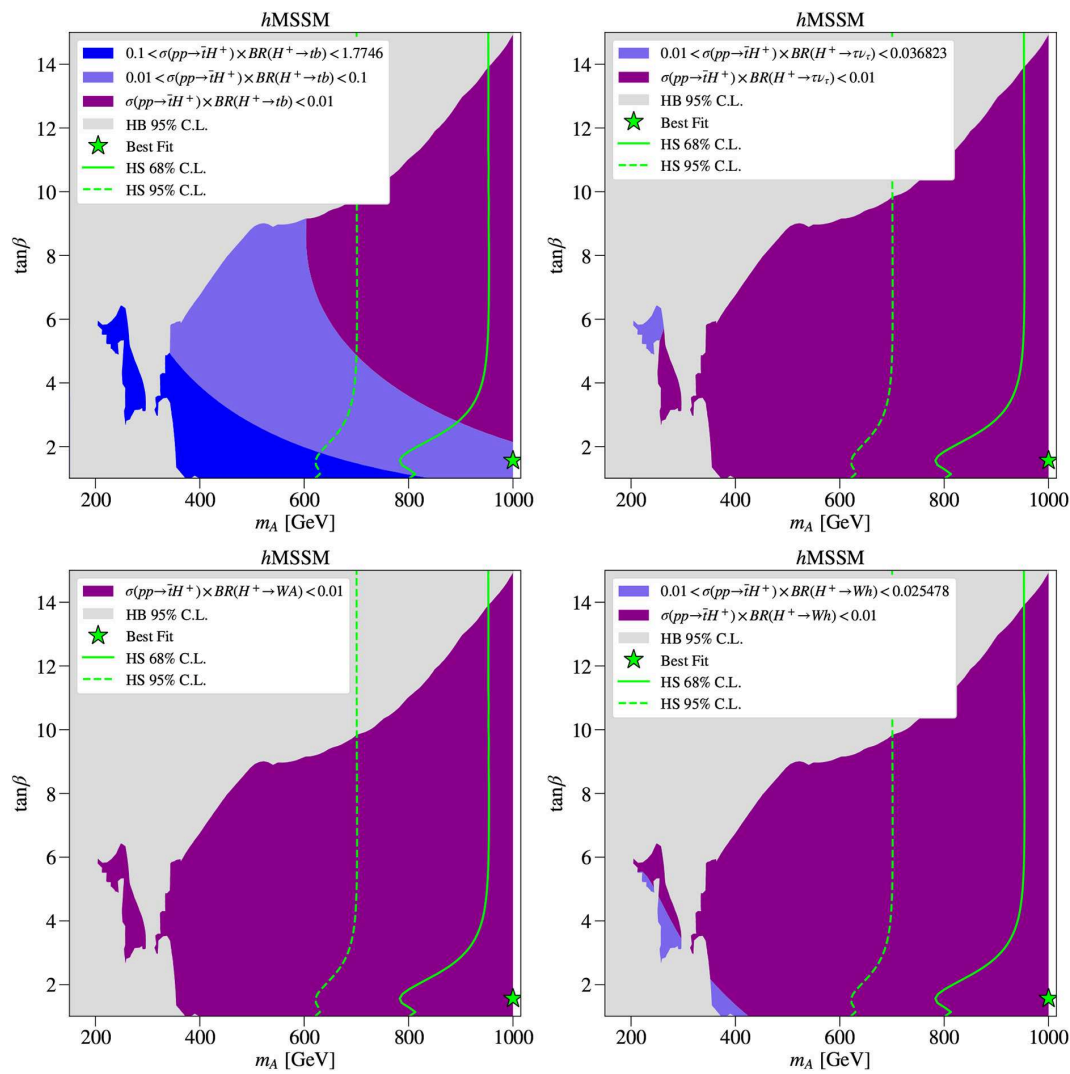 hMSSM
0.1 < σ(pp→t̄H⁺) × BR(H⁺→tb) < 1.7746
0.01 < σ(pp→t̄H⁺) × BR(H⁺→tb) < 0.1
σ(pp→t̄H⁺) × BR(H⁺→tb) < 0.01
HB 95% C.L.
Best Fit
HS 68% C.L.
HS 95% C.L.
14
12
10
8
6
4
2
tanβ
200 400 600 800 1000
m_A [GeV]
hMSSM
0.01 < σ(pp→t̄H⁺) × BR(H⁺→τν_τ) < 0.036823
σ(pp→t̄H⁺) × BR(H⁺→τν_τ) < 0.01
HB 95% C.L.
Best Fit
HS 68% C.L.
HS 95% C.L.
14
12
10
8
6
4
2
tanβ
200 400 600 800 1000
m_A [GeV]
hMSSM
σ(pp→t̄H⁺) × BR(H⁺→WA) < 0.01
HB 95% C.L.
Best Fit
HS 68% C.L.
HS 95% C.L.
14
12
10
8
6
4
2
tanβ
200 400 600 800 1000
m_A [GeV]
hMSSM
0.01 < σ(pp→t̄H⁺) × BR(H⁺→Wh) < 0.025478
σ(pp→t̄H⁺) × BR(H⁺→Wh) < 0.01
HB 95% C.L.
Best Fit
HS 68% C.L.
HS 95% C.L.
14
12
10
8
6
4
2
tanβ
200 400 600 800 1000
m_A [GeV]